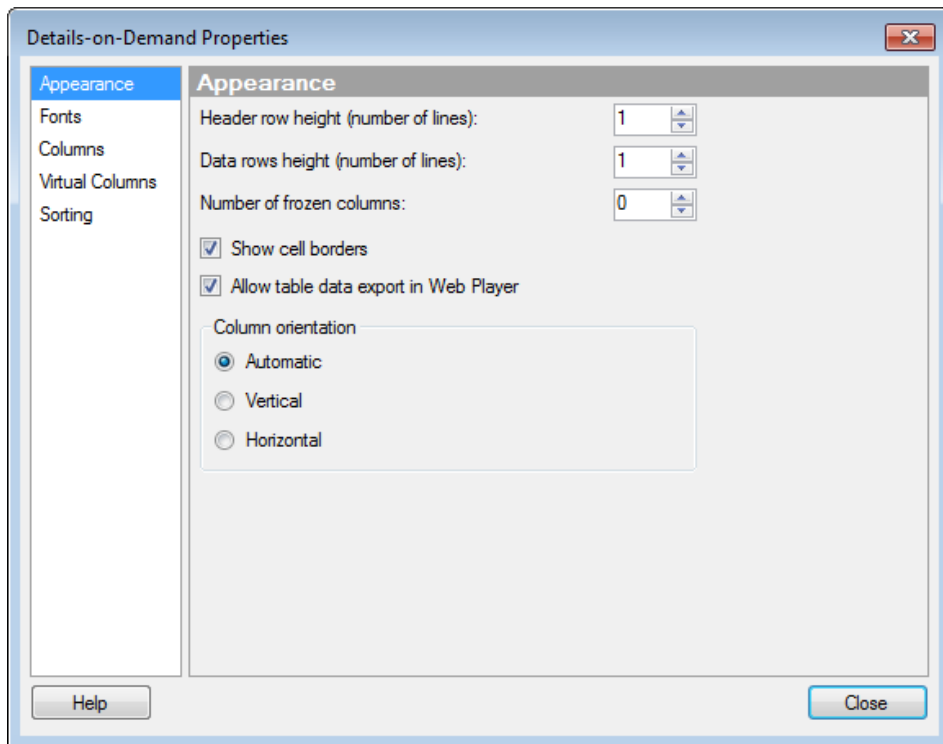 Details-on-Demand Properties
Appearance
Fonts
Columns
Virtual Columns
Sorting
Appearance
Header row height (number of lines): 1
Data rows height (number of lines): 1
Number of frozen columns: 0
Show cell borders
Allow table data export in Web Player
Column orientation
Automatic
Vertical
Horizontal
Help
Close